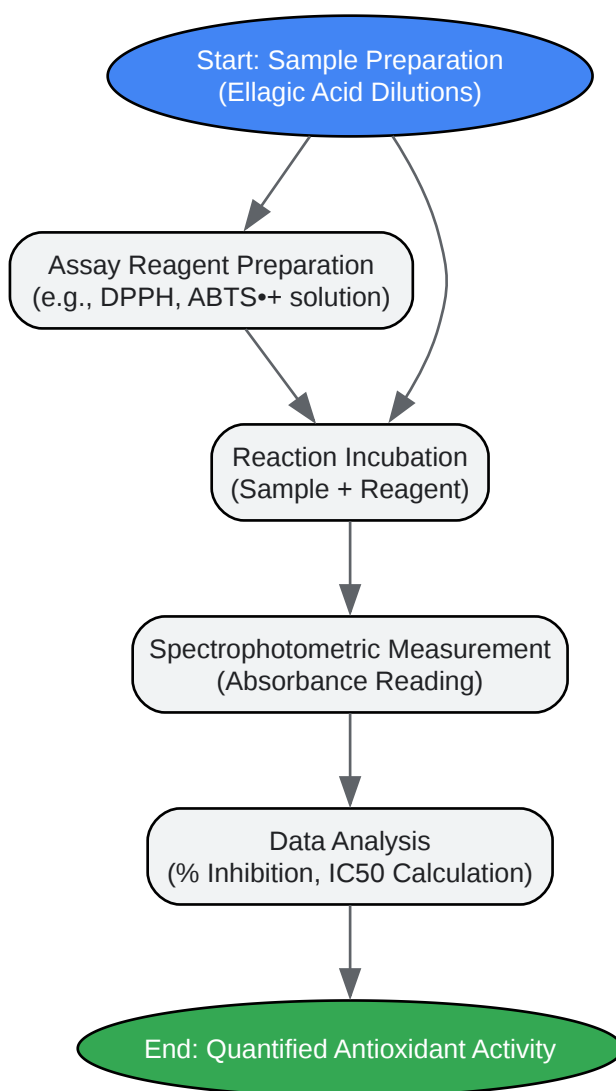 Start: Sample Preparation
(Ellagic Acid Dilutions)
Assay Reagent Preparation
(e.g., DPPH, ABTS•+ solution)
Reaction Incubation
(Sample + Reagent)
Spectrophotometric Measurement
(Absorbance Reading)
Data Analysis
(% Inhibition, IC50 Calculation)
End: Quantified Antioxidant Activity